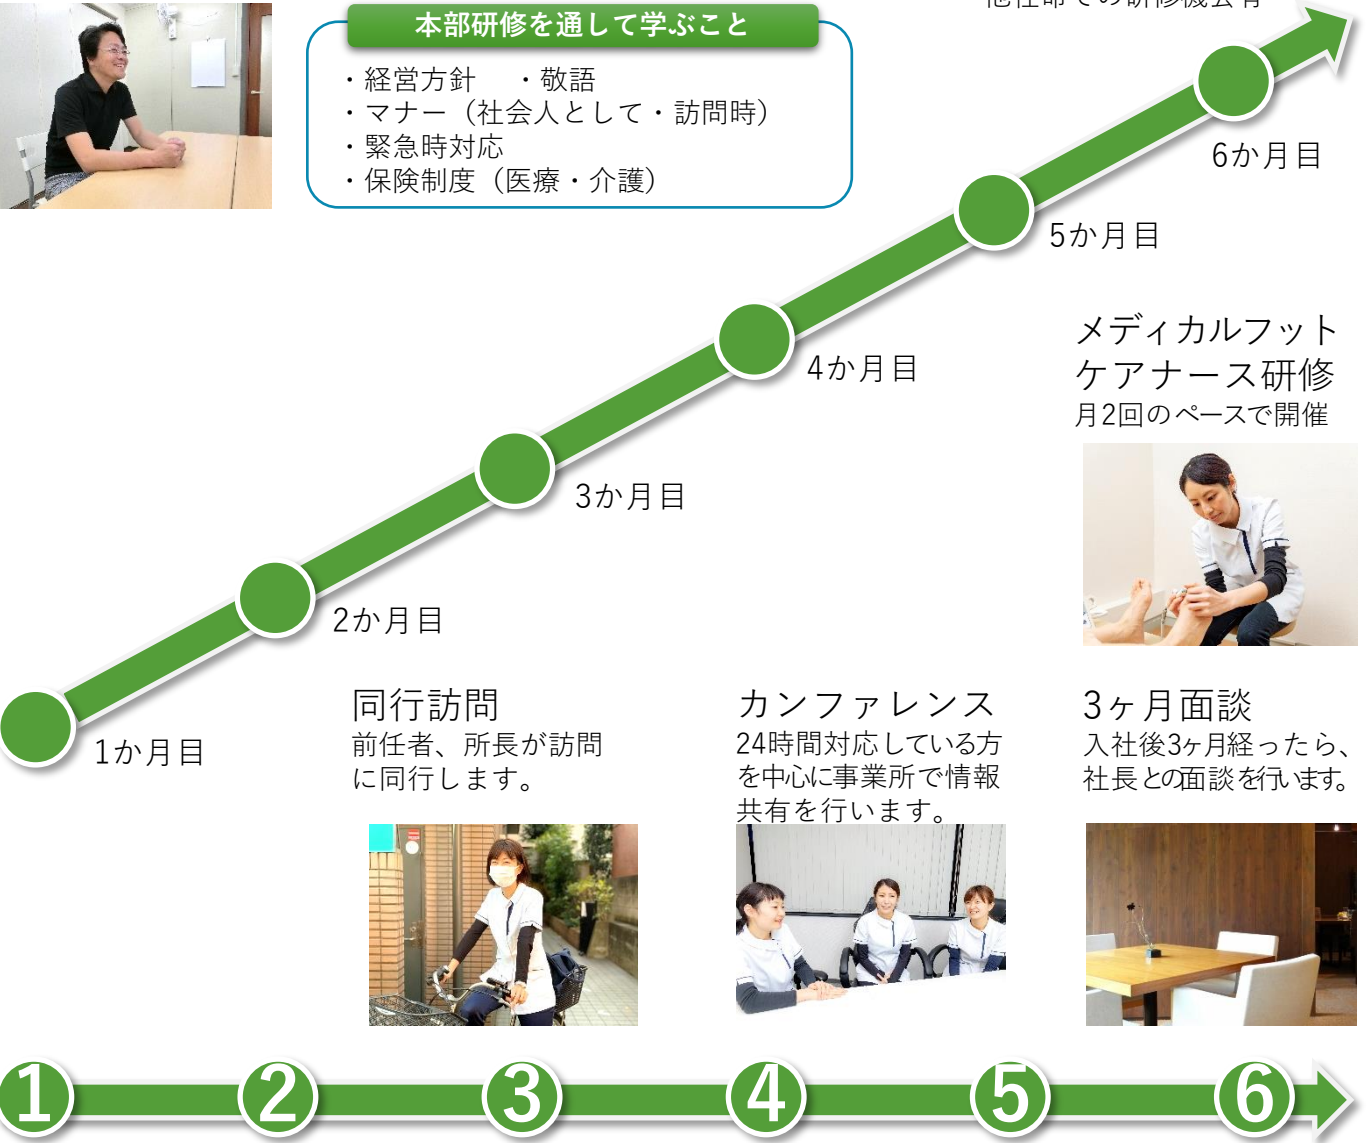 本部研修を通して学ぶこと
・経営方針　・敬語
・マナー（社会人として・訪問時）
・緊急時対応
・保険制度（医療・介護）
6か月目
5か月目
4か月目
3か月目
2か月目
1か月目
メディカルフット
ケアナース研修
月2回のペースで開催
同行訪問
前任者、所長が訪問
に同行します。
カンファレンス
24時間対応している方
を中心に事業所で情報
共有を行います。
3ヶ月面談
入社後3ヶ月経ったら、
社長との面談を行います。
1 2 3 4 5 6